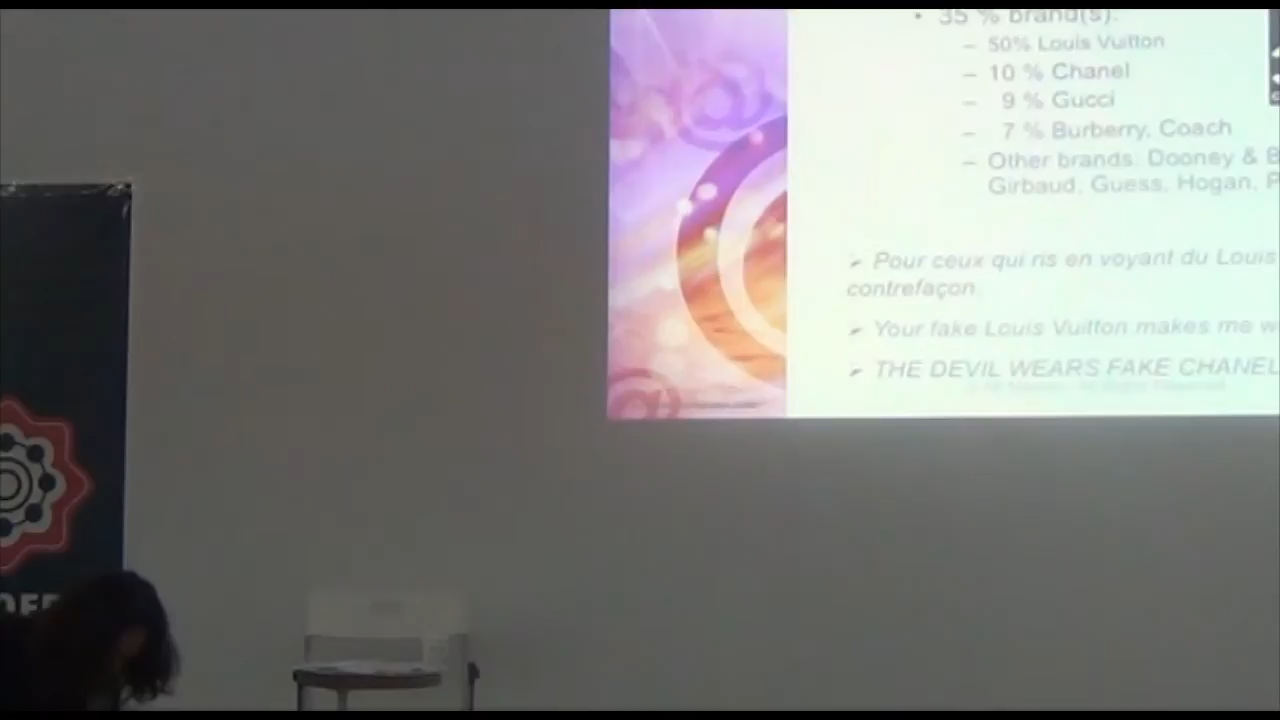 • 35 % brand(s):
– 50% Louis Vuitton
– 10 % Chanel
– 9 % Gucci
– 7 % Burberry, Coach
– Other brands: Dooney & B
Girbaud, Guess, Hogan, P
➢ Pour ceux qui ris en voyant du Louis
contrefaçon.
➢ Your fake Louis Vuitton makes me w
➢ THE DEVIL WEARS FAKE CHANEL